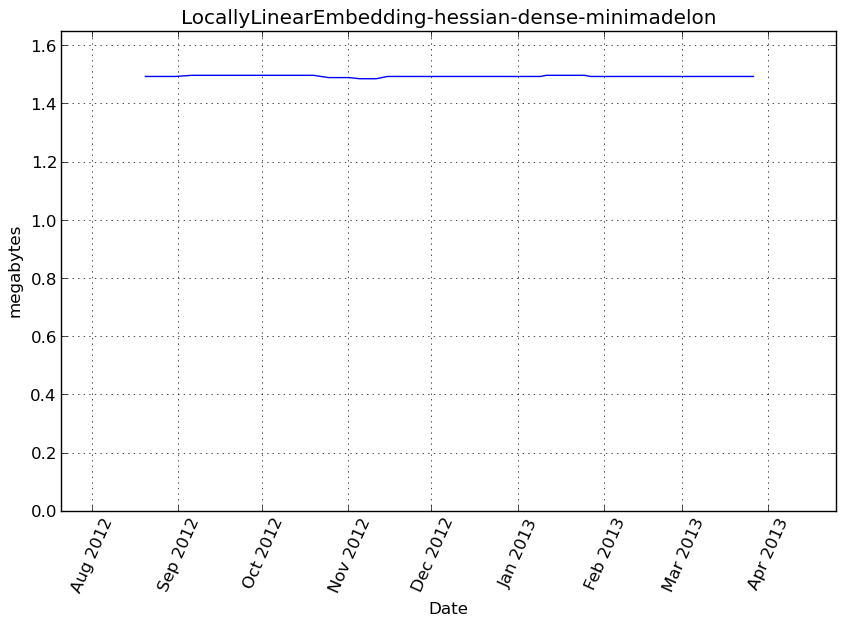 LocallyLinearEmbedding-hessian-dense-minimadelon
1.6
1.4
1.2
1.0
0.8
0.6
0.4
0.2
0.0
megabytes
Aug 2012
Sep 2012
Oct 2012
Nov 2012
Dec 2012
Jan 2013
Feb 2013
Mar 2013
Apr 2013
Date